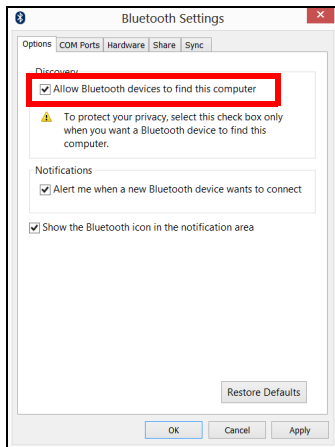 Bluetooth Settings
Options COM Ports Hardware Share Sync
Discovery
Allow Bluetooth devices to find this computer
To protect your privacy, select this check box only
when you want a Bluetooth device to find this
computer.
Notifications
Alert me when a new Bluetooth device wants to connect
Show the Bluetooth icon in the notification area
Restore Defaults
OK Cancel Apply